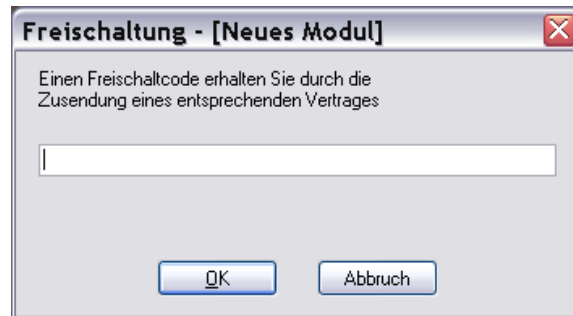 Freischaltung - [Neues Modul]
Einen Freischaltcode erhalten Sie durch die
Zusendung eines entsprechenden Vertrages
OK
Abbruch